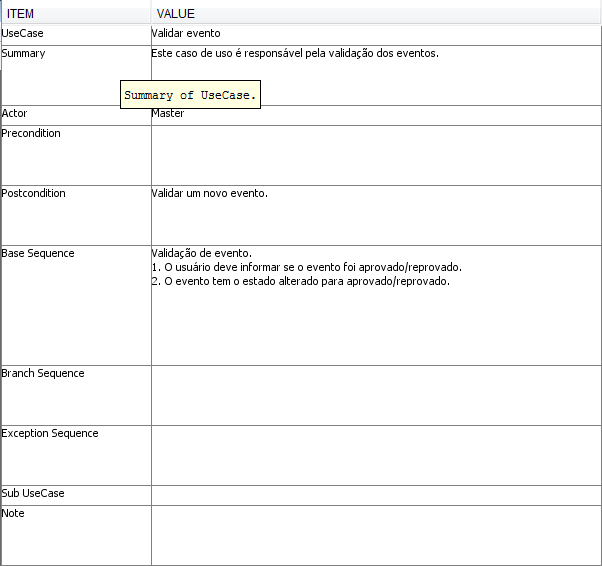 ITEM VALUE
UseCase Validar evento
Summary Este caso de uso é responsável pela validação dos eventos.
Summary of UseCase.
Actor Master
Precondition
Postcondition Validar um novo evento.
Base Sequence Validação de evento.
1. O usuário deve informar se o evento foi aprovado/reprovado.
2. O evento tem o estado alterado para aprovado/reprovado.
Branch Sequence
Exception Sequence
Sub UseCase
Note